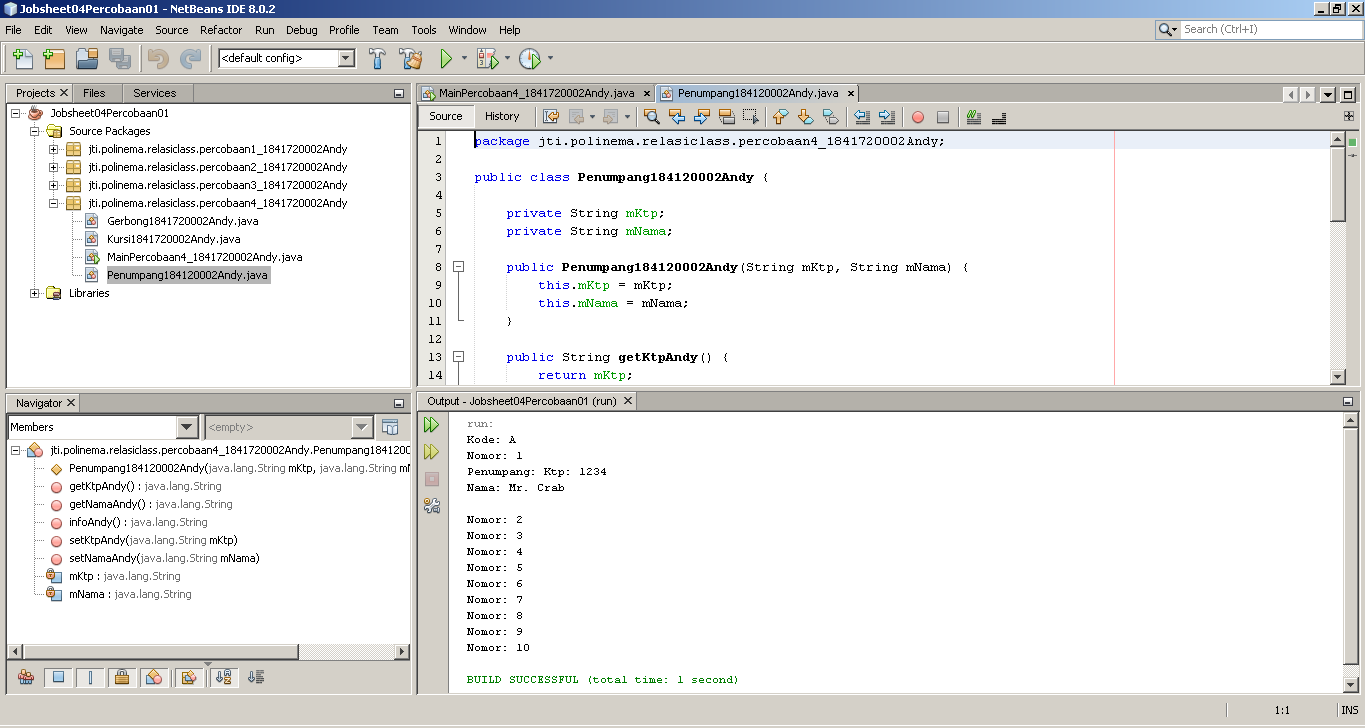 Jobsheet04Percobaan01 - NetBeans IDE 8.0.2
File Edit View Navigate Source Refactor Run Debug Profile Team Tools Window Help
Search (Ctrl+I)
<default config>
Projects Files Services
Jobsheet04Percobaan01
Source Packages
jti.polinema.relasiclass.percobaan1_1841720002Andy
jti.polinema.relasiclass.percobaan2_1841720002Andy
jti.polinema.relasiclass.percobaan3_1841720002Andy
jti.polinema.relasiclass.percobaan4_1841720002Andy
Gerbong1841720002Andy.java
Kursi1841720002Andy.java
MainPercobaan4_1841720002Andy.java
Penumpang184120002Andy.java
Libraries
MainPercobaan4_1841720002Andy.java Penumpang184120002Andy.java
Source History
1 package jti.polinema.relasiclass.percobaan4_1841720002Andy;
2
3 public class Penumpang184120002Andy {
4
5 private String mKtp;
6 private String mNama;
7
8 public Penumpang184120002Andy(String mKtp, String mNama) {
9 this.mKtp = mKtp;
10 this.mNama = mNama;
11 }
12
13 public String getKtpAndy() {
14 return mKtp;
Navigator
Members <empty>
jti.polinema.relasiclass.percobaan4_1841720002Andy.Penumpang184120
Penumpang184120002Andy(java.lang.String mKtp, java.lang.String mN
getKtpAndy() : java.lang.String
getNamaAndy() : java.lang.String
infoAndy() : java.lang.String
setKtpAndy(java.lang.String mKtp)
setNamaAndy(java.lang.String mNama)
mKtp : java.lang.String
mNama : java.lang.String
Output - Jobsheet04Percobaan01 (run)
run:
Kode: A
Nomor: 1
Penumpang: Ktp: 1234
Nama: Mr. Crab
Nomor: 2
Nomor: 3
Nomor: 4
Nomor: 5
Nomor: 6
Nomor: 7
Nomor: 8
Nomor: 9
Nomor: 10
BUILD SUCCESSFUL (total time: 1 second)
1:1 INS